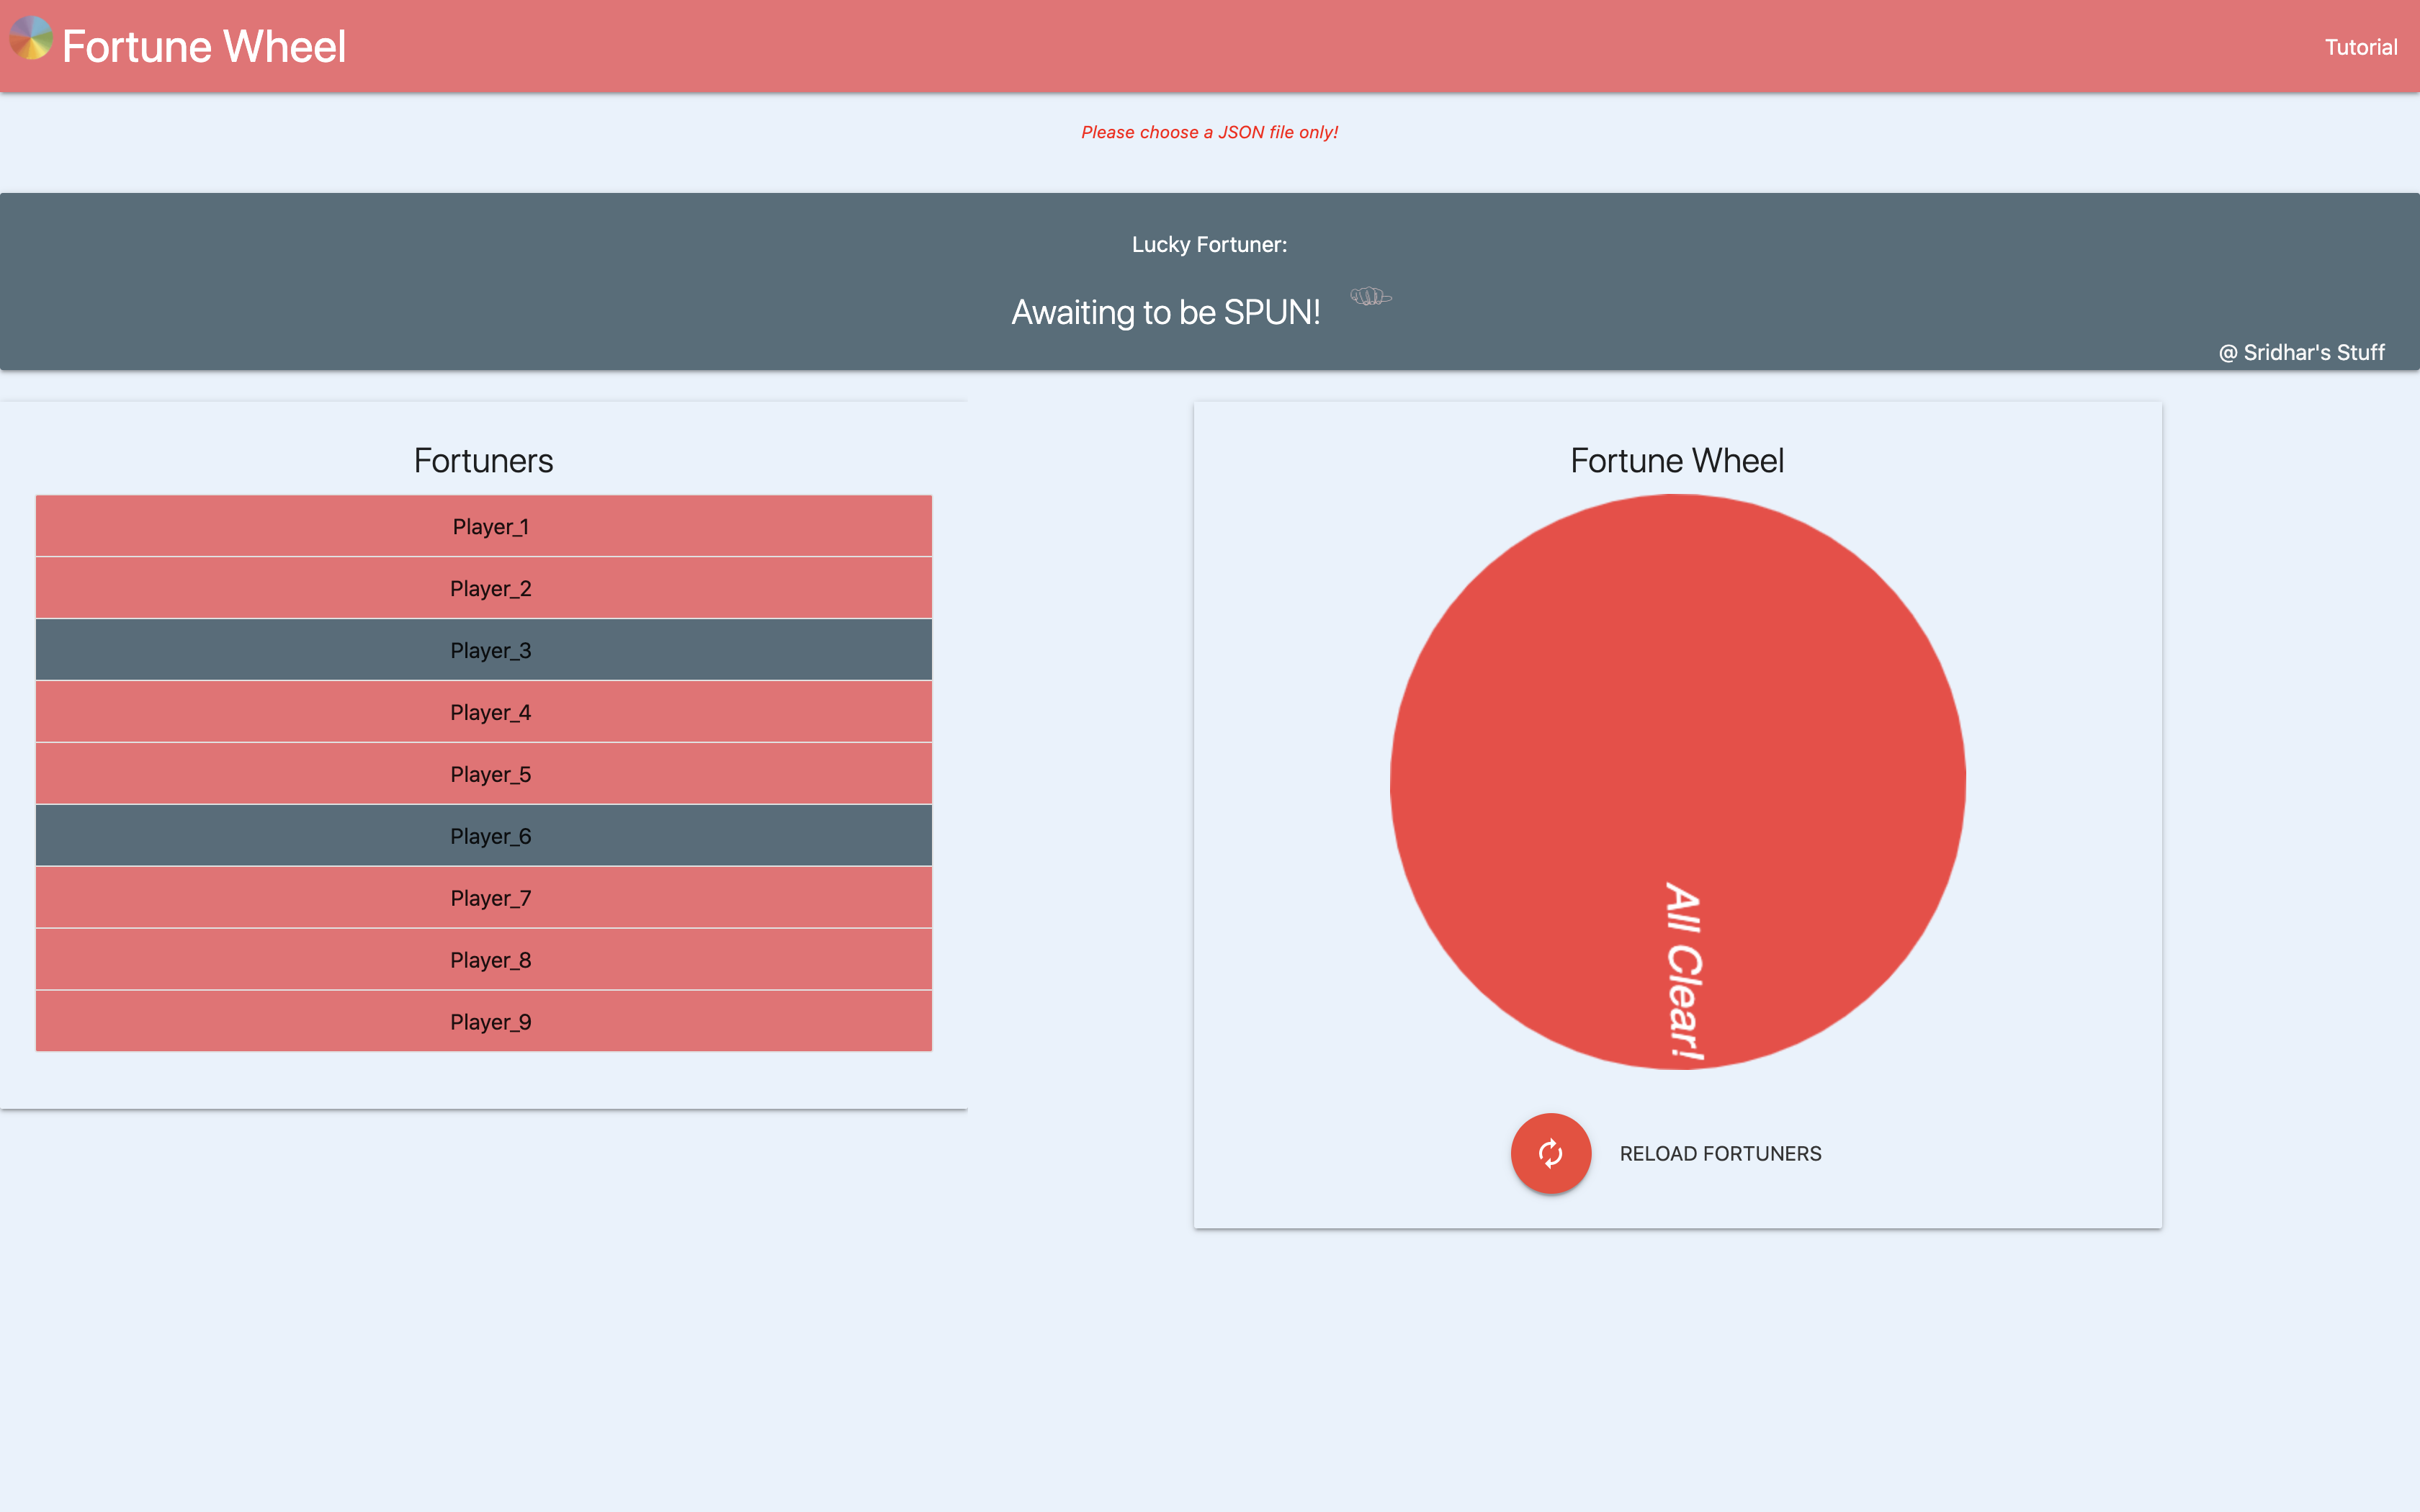 Fortune Wheel
Tutorial
Please choose a JSON file only!
Lucky Fortuner:
Awaiting to be SPUN!
@ Sridhar's Stuff
Fortuners
Player_1
Player_2
Player_3
Player_4
Player_5
Player_6
Player_7
Player_8
Player_9
Fortune Wheel
All Clear!
RELOAD FORTUNERS